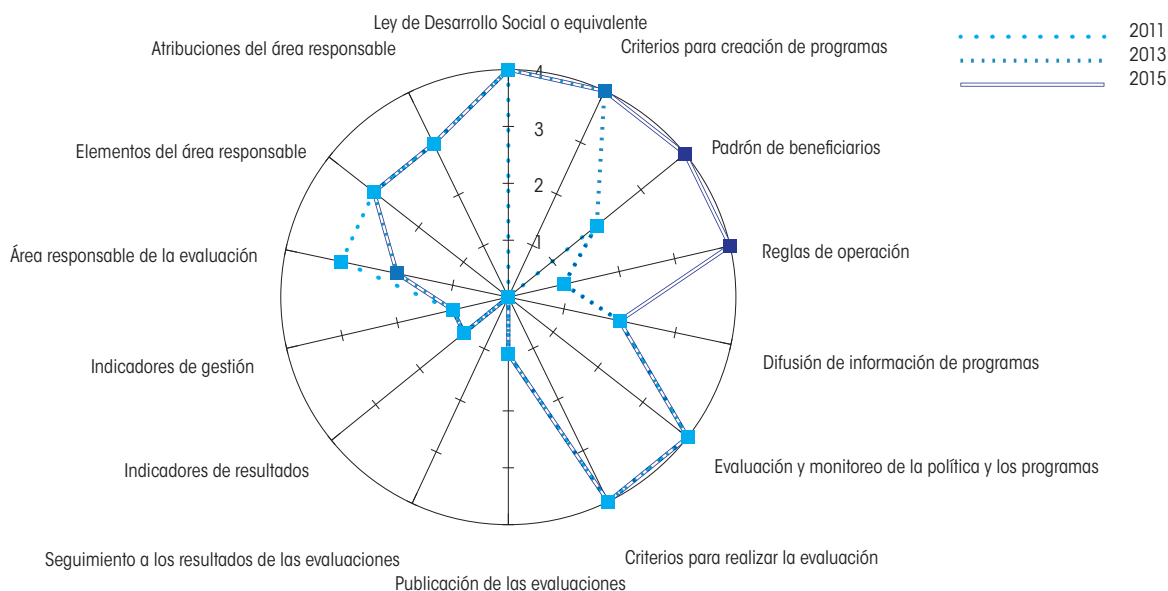 Ley de Desarrollo Social o equivalente
Criterios para creación de programas
Padrón de beneficiarios
Reglas de operación
Difusión de información de programas
Evaluación y monitoreo de la política y los programas
Criterios para realizar la evaluación
Publicación de las evaluaciones
Seguimiento a los resultados de las evaluaciones
Indicadores de resultados
Indicadores de gestión
Área responsable de la evaluación
Elementos del área responsable
Atribuciones del área responsable
4
3
2
1
2011
2013
2015